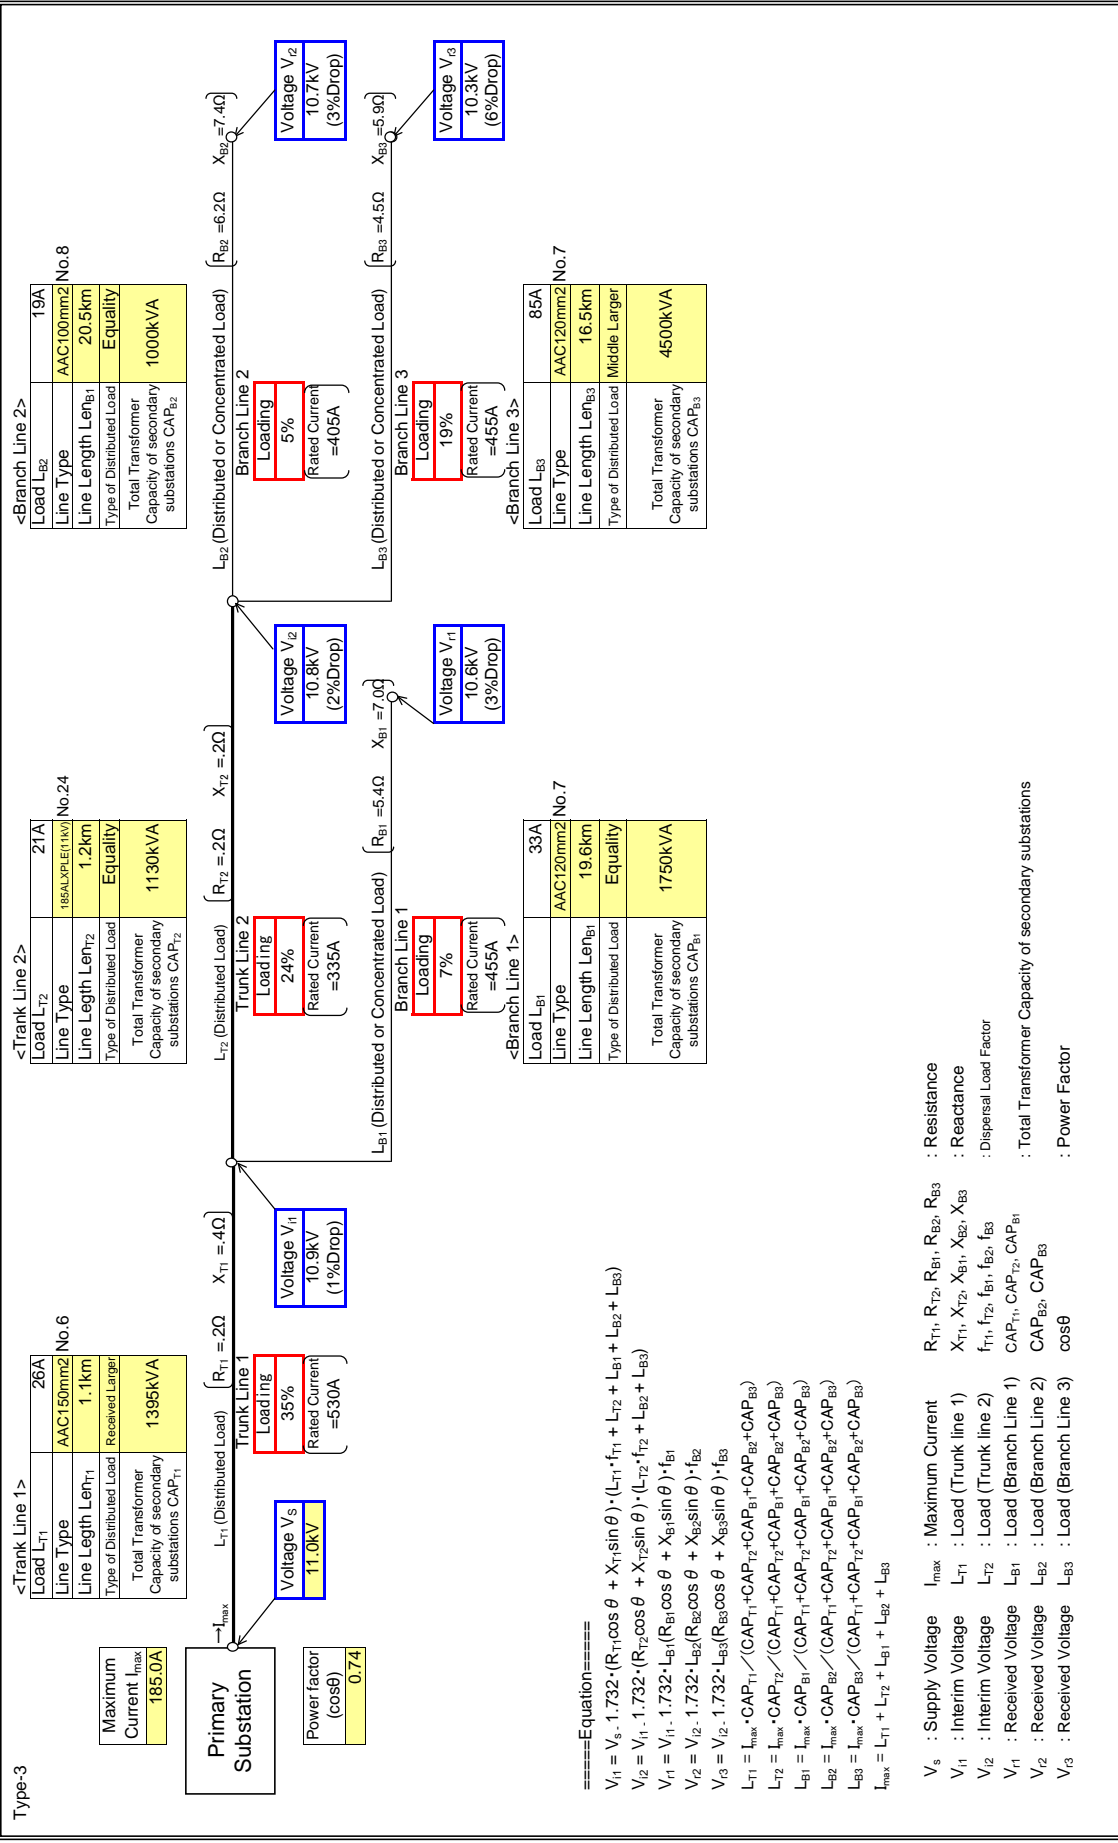 Type-3
Maximum
Current Imax
185.0A
<Trank Line 1>
Load LT1 26A
Line Type AAC150mm2 No.6
Line Legth LenT1 1.1km
Type of Distributed Load Received Larger
Total Transformer
Capacity of secondary
substations CAPT1
1395kVA
<Trank Line 2>
Load LT2 21A
Line Type 185ALXPLE(11kV) No.24
Line Legth LenT2 1.2km
Type of Distributed Load Equality
Total Transformer
Capacity of secondary
substations CAPT2
1130kVA
<Branch Line 2>
Load LB2 19A
Line Type AAC100mm2 No.8
Line Length LenB1 20.5km
Type of Distributed Load Equality
Total Transformer
Capacity of secondary
substations CAPB2
1000kVA
Primary
Substation
→Imax
LT1 (Distributed Load) RT1 =.2Ω XT1 =.4Ω
LT2 (Distributed Load) RT2 =.2Ω XT2 =.2Ω
LB2 (Distributed or Concentrated Load) RB2 =6.2Ω XB2 =7.4Ω
Power factor
(cosθ)
0.74
Voltage VS
11.0kV
Trunk Line 1
Loading
35%
Rated Current
=530A
Voltage Vi1
10.9kV
(1%Drop)
Trunk Line 2
Loading
24%
Rated Current
=335A
Voltage Vi2
10.8kV
(2%Drop)
Branch Line 2
Loading
5%
Rated Current
=405A
Voltage Vr2
10.7kV
(3%Drop)
LB1 (Distributed or Concentrated Load) RB1 =5.4Ω XB1 =7.0Ω
LB3 (Distributed or Concentrated Load) RB3 =4.5Ω XB3 =5.9Ω
Branch Line 1
Loading
7%
Rated Current
=455A
Voltage Vr1
10.6kV
(3%Drop)
Branch Line 3
Loading
19%
Rated Current
=455A
Voltage Vr3
10.3kV
(6%Drop)
<Branch Line 1>
Load LB1 33A
Line Type AAC120mm2 No.7
Line Length LenB1 19.6km
Type of Distributed Load Equality
Total Transformer
Capacity of secondary
substations CAPB1
1750kVA
<Branch Line 3>
Load LB3 85A
Line Type AAC120mm2 No.7
Line Length LenB3 16.5km
Type of Distributed Load Middle Larger
Total Transformer
Capacity of secondary
substations CAPB3
4500kVA
=====Equation=====
Vi1 = Vs - 1.732・(RT1cos θ + XT1sin θ)・(LT1・fT1 + LT2 + LB1 + LB2 + LB3)
Vi2 = Vi1 - 1.732・(RT2cos θ + XT2sin θ)・(LT2・fT2 + LB2 + LB3)
Vr1 = Vi1 - 1.732・LB1(RB1cos θ + XB1sin θ)・fB1
Vr2 = Vi2 - 1.732・LB2(RB2cos θ + XB2sin θ)・fB2
Vr3 = Vi2 - 1.732・LB3(RB3cos θ + XB3sin θ)・fB3
LT1 = Imax・CAPT1／(CAPT1+CAPT2+CAPB1+CAPB2+CAPB3)
LT2 = Imax・CAPT2／(CAPT1+CAPT2+CAPB1+CAPB2+CAPB3)
LB1 = Imax・CAPB1／(CAPT1+CAPT2+CAPB1+CAPB2+CAPB3)
LB2 = Imax・CAPB2／(CAPT1+CAPT2+CAPB1+CAPB2+CAPB3)
LB3 = Imax・CAPB3／(CAPT1+CAPT2+CAPB1+CAPB2+CAPB3)
Imax = LT1 + LT2 + LB1 + LB2 + LB3
Vs : Supply Voltage Imax : Maximum Current RT1, RT2, RB1, RB2, RB3 : Resistance
Vi1 : Interim Voltage LT1 : Load (Trunk line 1) XT1, XT2, XB1, XB2, XB3 : Reactance
Vi2 : Interim Voltage LT2 : Load (Trunk line 2) fT1, fT2, fB1, fB2, fB3 : Dispersal Load Factor
Vr1 : Received Voltage LB1 : Load (Branch Line 1) CAPT1, CAPT2, CAPB1
Vr2 : Received Voltage LB2 : Load (Branch Line 2) CAPB2, CAPB3 : Total Transformer Capacity of secondary substations
Vr3 : Received Voltage LB3 : Load (Branch Line 3) cosθ : Power Factor